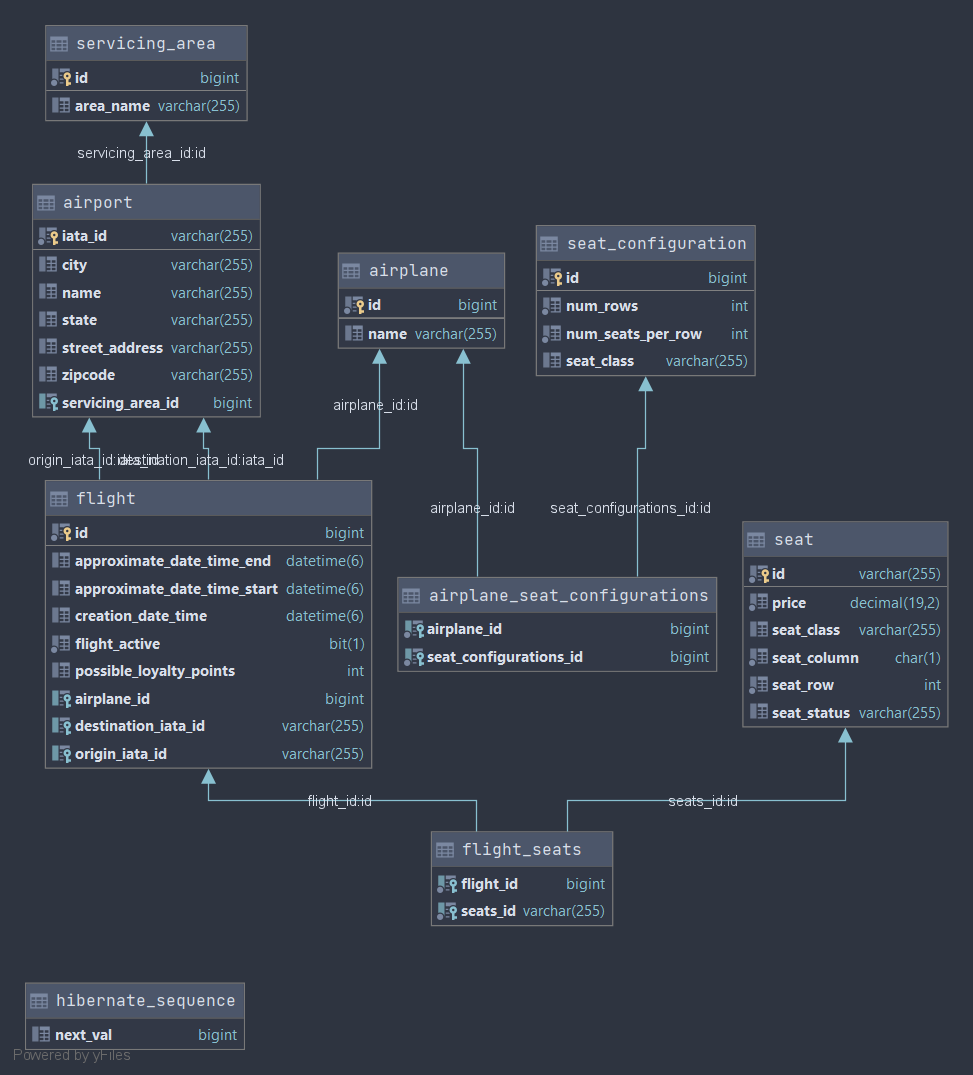 servicing_area
id bigint
area_name varchar(255)
servicing_area_id:id
airport
iata_id varchar(255)
city varchar(255)
name varchar(255)
state varchar(255)
street_address varchar(255)
zipcode varchar(255)
servicing_area_id bigint
airplane
id bigint
name varchar(255)
seat_configuration
id bigint
num_rows int
num_seats_per_row int
seat_class varchar(255)
airplane_id:id
origin_iata_id:iata_id
destination_iata_id:iata_id
flight
id bigint
approximate_date_time_end datetime(6)
approximate_date_time_start datetime(6)
creation_date_time datetime(6)
flight_active bit(1)
possible_loyalty_points int
airplane_id bigint
destination_iata_id varchar(255)
origin_iata_id varchar(255)
airplane_id:id
seat_configurations_id:id
airplane_seat_configurations
airplane_id bigint
seat_configurations_id bigint
seat
id varchar(255)
price decimal(19,2)
seat_class varchar(255)
seat_column char(1)
seat_row int
seat_status varchar(255)
flight_id:id
seats_id:id
flight_seats
flight_id bigint
seats_id varchar(255)
hibernate_sequence
next_val bigint
Powered by yFiles